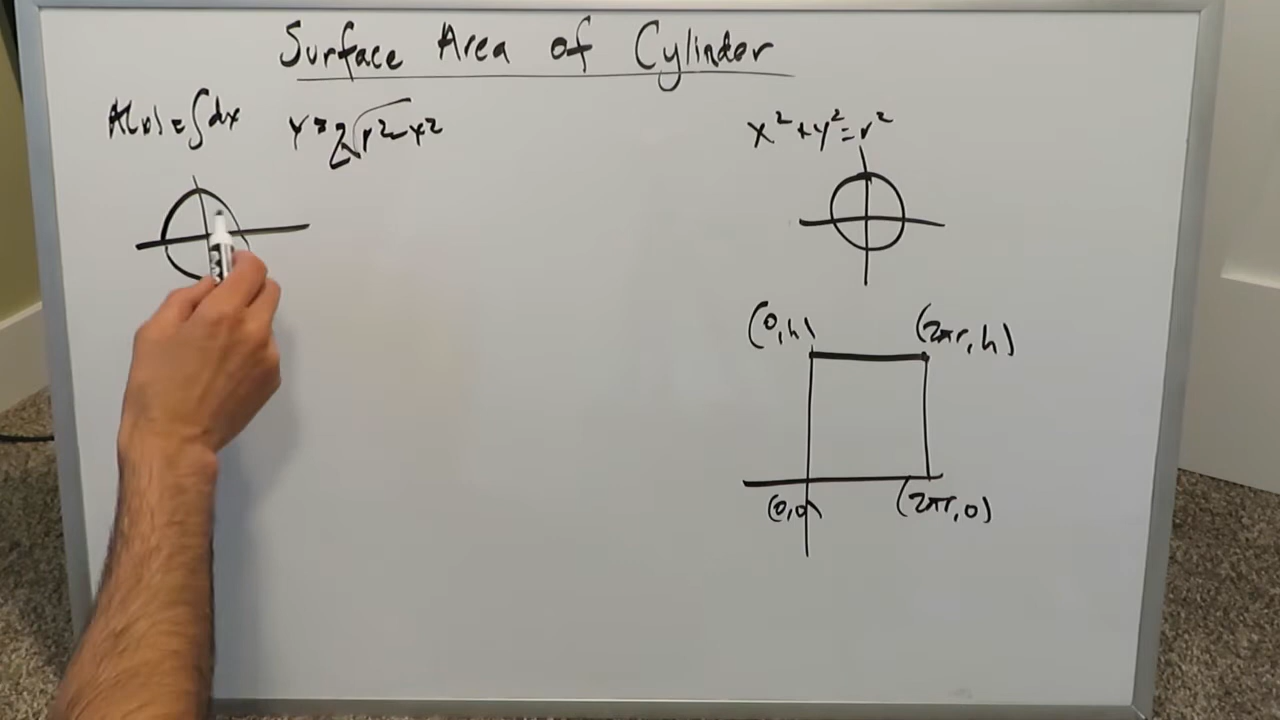 Surface Area of Cylinder
A(x) = ∫dx y = 2√r²-x²
x²+y²=r²
(0,h) (2πr,h)
(0,0) (2πr,0)